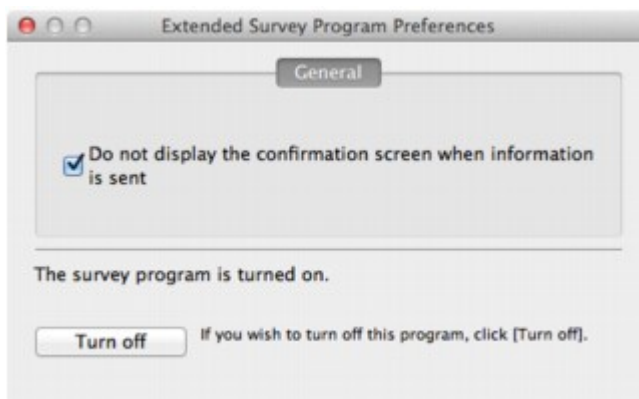 Extended Survey Program Preferences
General
Do not display the confirmation screen when information
is sent
The survey program is turned on.
Turn off
If you wish to turn off this program, click [Turn off].